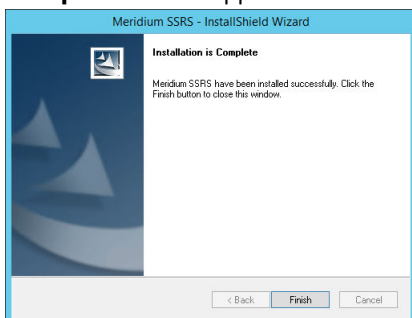 Meridium SSRS - InstallShield Wizard
Installation is Complete
Meridium SSRS have been installed successfully. Click the
Finish button to close this window.
< Back
Finish
Cancel